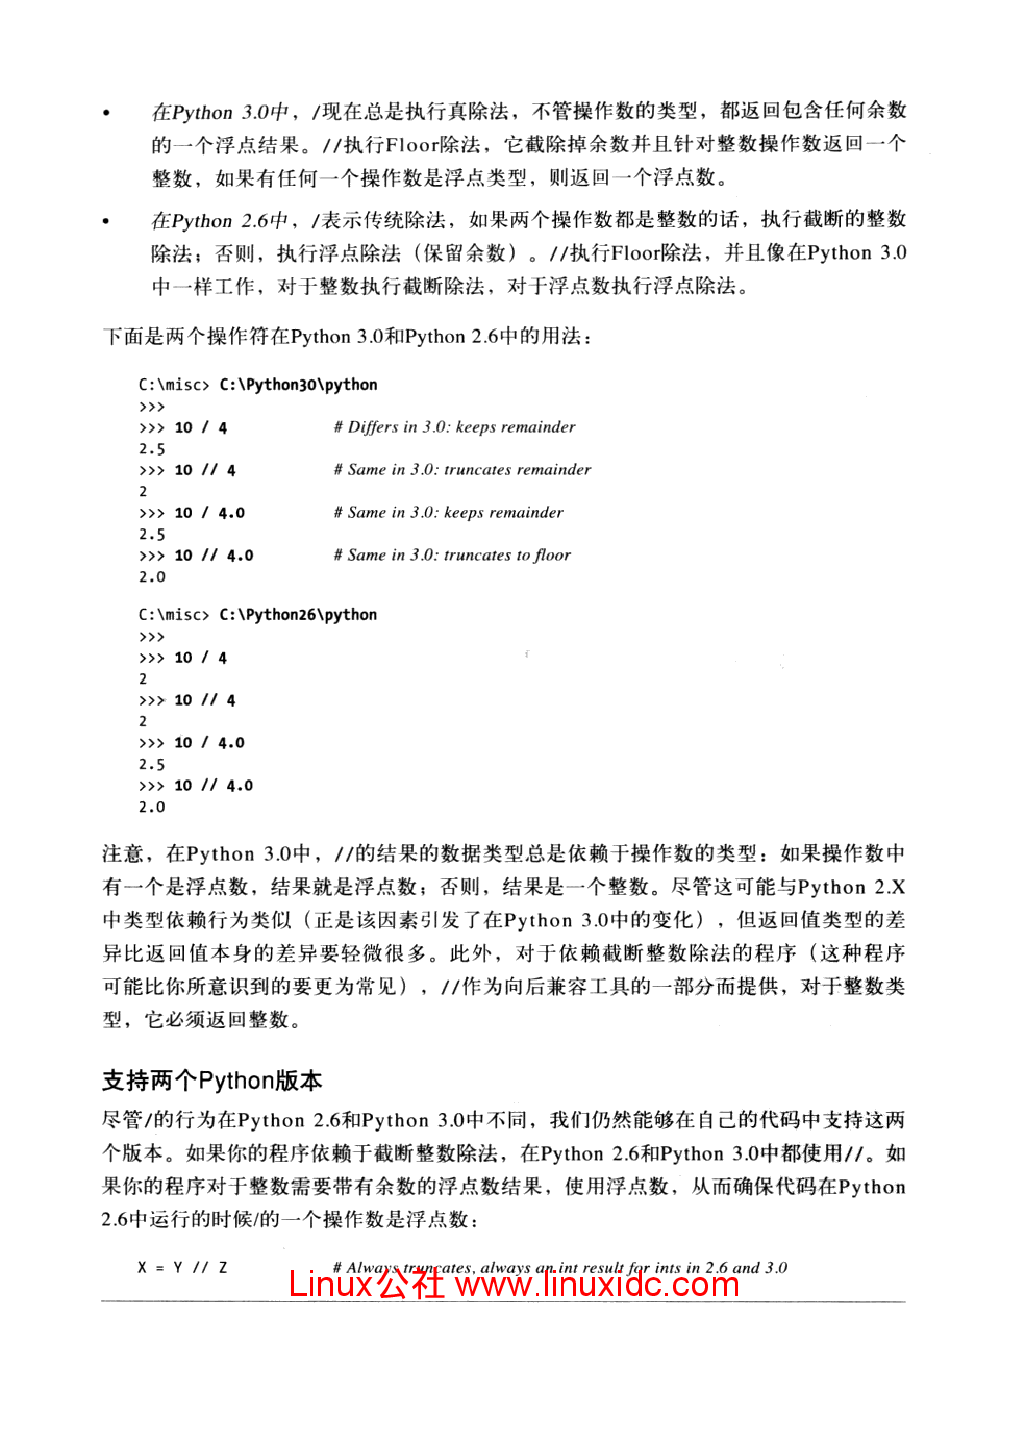 • 在Python 3.0中，/现在总是执行真除法，不管操作数的类型，都返回包含任何余数
的一个浮点结果。//执行Floor除法，它截除掉余数并且针对整数操作数返回一个
整数，如果有任何一个操作数是浮点类型，则返回一个浮点数。
• 在Python 2.6中，/表示传统除法，如果两个操作数都是整数的话，执行截断的整数
除法；否则，执行浮点除法（保留余数）。//执行Floor除法，并且像在Python 3.0
中一样工作，对于整数执行截断除法，对于浮点数执行浮点除法。
下面是两个操作符在Python 3.0和Python 2.6中的用法：
C:\misc> C:\Python30\python
>>>
>>> 10 / 4 # Differs in 3.0: keeps remainder
2.5
>>> 10 // 4 # Same in 3.0: truncates remainder
2
>>> 10 / 4.0 # Same in 3.0: keeps remainder
2.5
>>> 10 // 4.0 # Same in 3.0: truncates to floor
2.0
C:\misc> C:\Python26\python
>>>
>>> 10 / 4
2
>>> 10 // 4
2
>>> 10 / 4.0
2.5
>>> 10 // 4.0
2.0
注意，在Python 3.0中，//的结果的数据类型总是依赖于操作数的类型：如果操作数中
有一个是浮点数，结果就是浮点数；否则，结果是一个整数。尽管这可能与Python 2.X
中类型依赖行为类似（正是该因素引发了在Python 3.0中的变化），但返回值类型的差
异比返回值本身的差异要轻微很多。此外，对于依赖截断整数除法的程序（这种程序
可能比你所意识到的要更为常见），//作为向后兼容工具的一部分而提供，对于整数类
型，它必须返回整数。
支持两个Python版本
尽管/的行为在Python 2.6和Python 3.0中不同，我们仍然能够在自己的代码中支持这两
个版本。如果你的程序依赖于截断整数除法，在Python 2.6和Python 3.0中都使用//。如
果你的程序对于整数需要带有余数的浮点数结果，使用浮点数，从而确保代码在Python
2.6中运行的时候/的一个操作数是浮点数：
X = Y // Z # Always truncates, always an int result for ints in 2.6 and 3.0
Linux公社 www.linuxidc.com